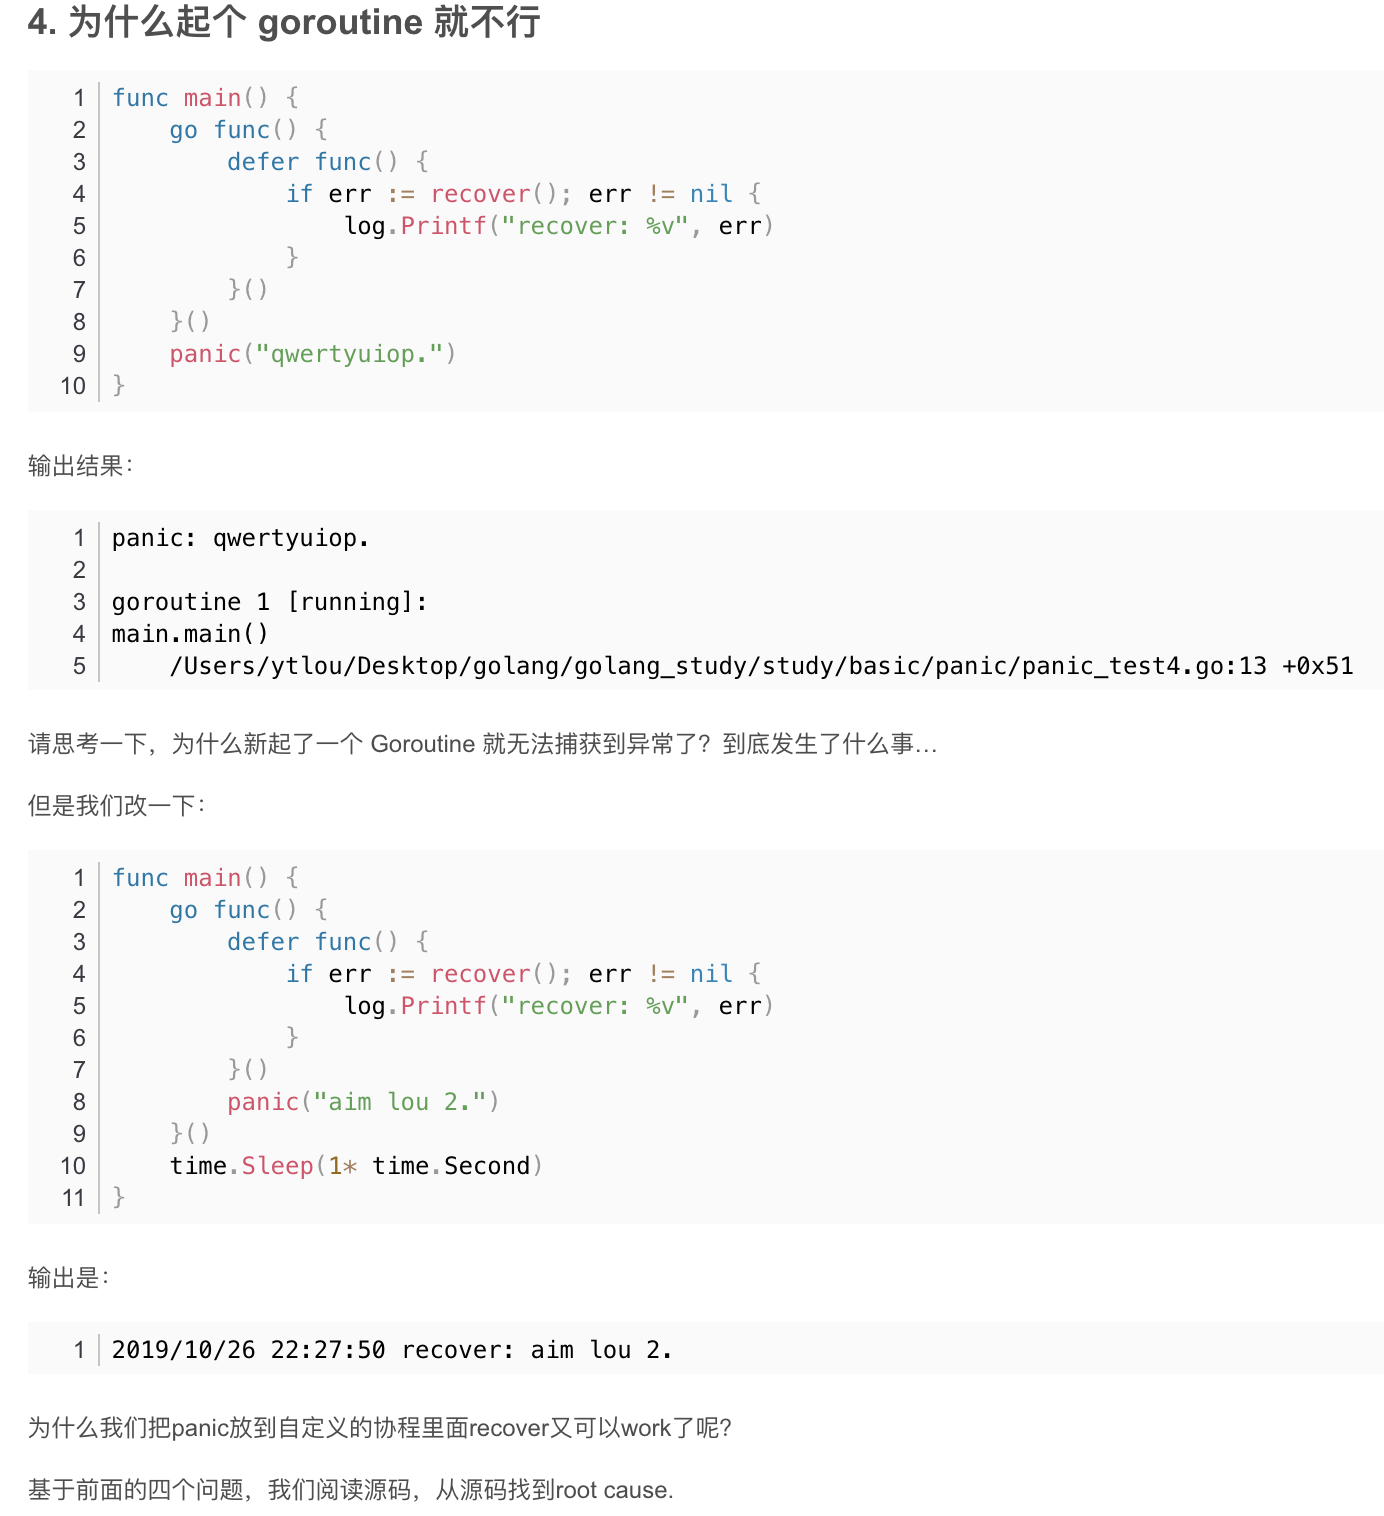 4. 为什么起个 goroutine 就不行
1 func main() {
2     go func() {
3         defer func() {
4             if err := recover(); err != nil {
5                 log.Printf("recover: %v", err)
6             }
7         }()
8     }()
9     panic("qwertyuiop.")
10 }
输出结果：
1 panic: qwertyuiop.
2
3 goroutine 1 [running]:
4 main.main()
5     /Users/ytlou/Desktop/golang/golang_study/study/basic/panic/panic_test4.go:13 +0x51
请思考一下，为什么新起了一个 Goroutine 就无法捕获到异常了？到底发生了什么事…
但是我们改一下：
1 func main() {
2     go func() {
3         defer func() {
4             if err := recover(); err != nil {
5                 log.Printf("recover: %v", err)
6             }
7         }()
8         panic("aim lou 2.")
9     }()
10     time.Sleep(1* time.Second)
11 }
输出是：
1 2019/10/26 22:27:50 recover: aim lou 2.
为什么我们把panic放到自定义的协程里面recover又可以work了呢？
基于前面的四个问题，我们阅读源码，从源码找到root cause.